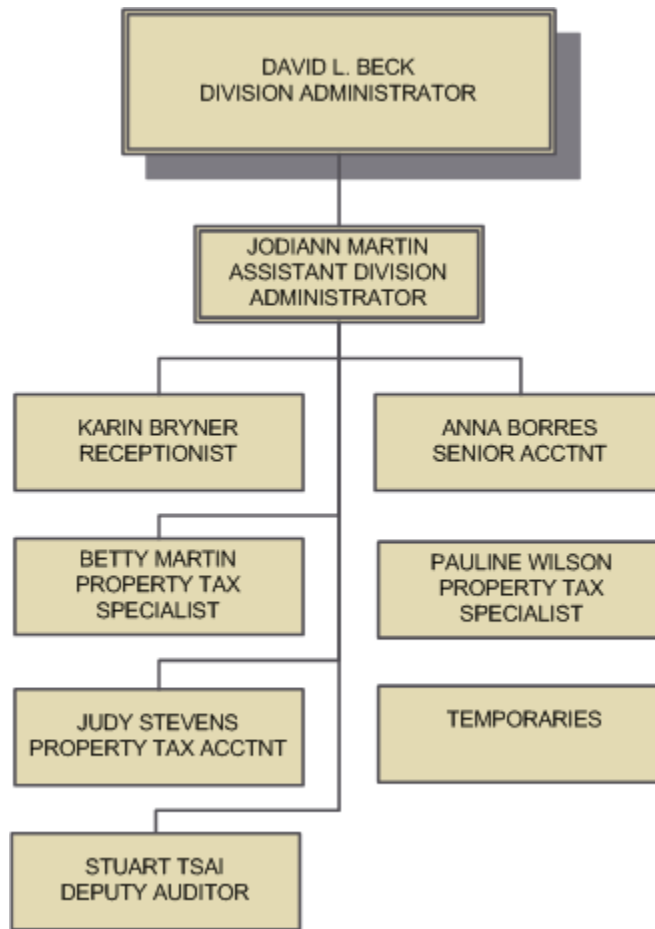 DAVID L. BECK
DIVISION ADMINISTRATOR
JODIANN MARTIN
ASSISTANT DIVISION
ADMINISTRATOR
KARIN BRYNER
RECEPTIONIST
ANNA BORRES
SENIOR ACCTNT
BETTY MARTIN
PROPERTY TAX
SPECIALIST
PAULINE WILSON
PROPERTY TAX
SPECIALIST
JUDY STEVENS
PROPERTY TAX ACCTNT
TEMPORARIES
STUART TSAI
DEPUTY AUDITOR